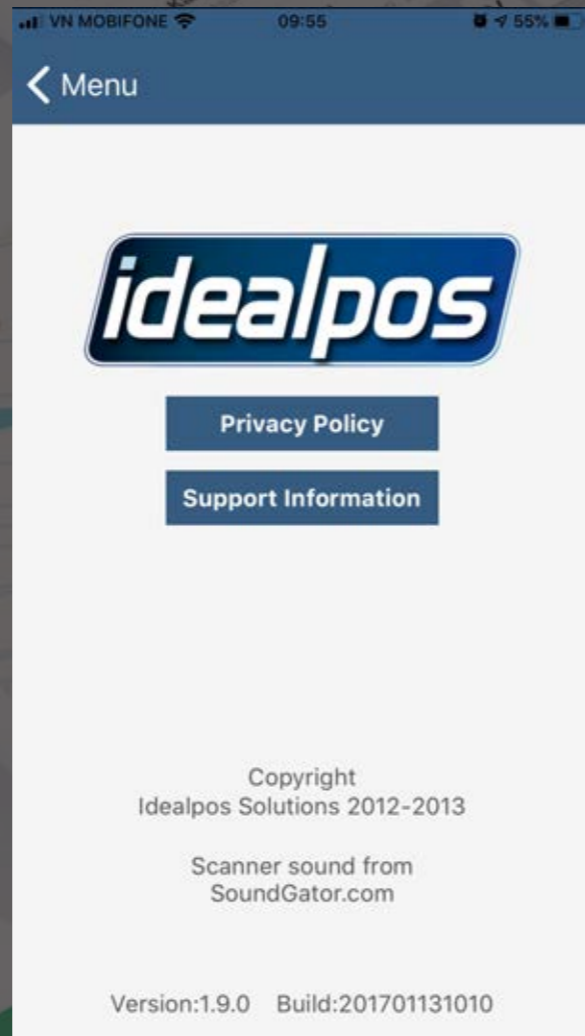 VN MOBIFONE 09:55 55%
Menu
idealpos
Privacy Policy
Support Information
Copyright
Idealpos Solutions 2012-2013
Scanner sound from
SoundGator.com
Version:1.9.0 Build:201701131010